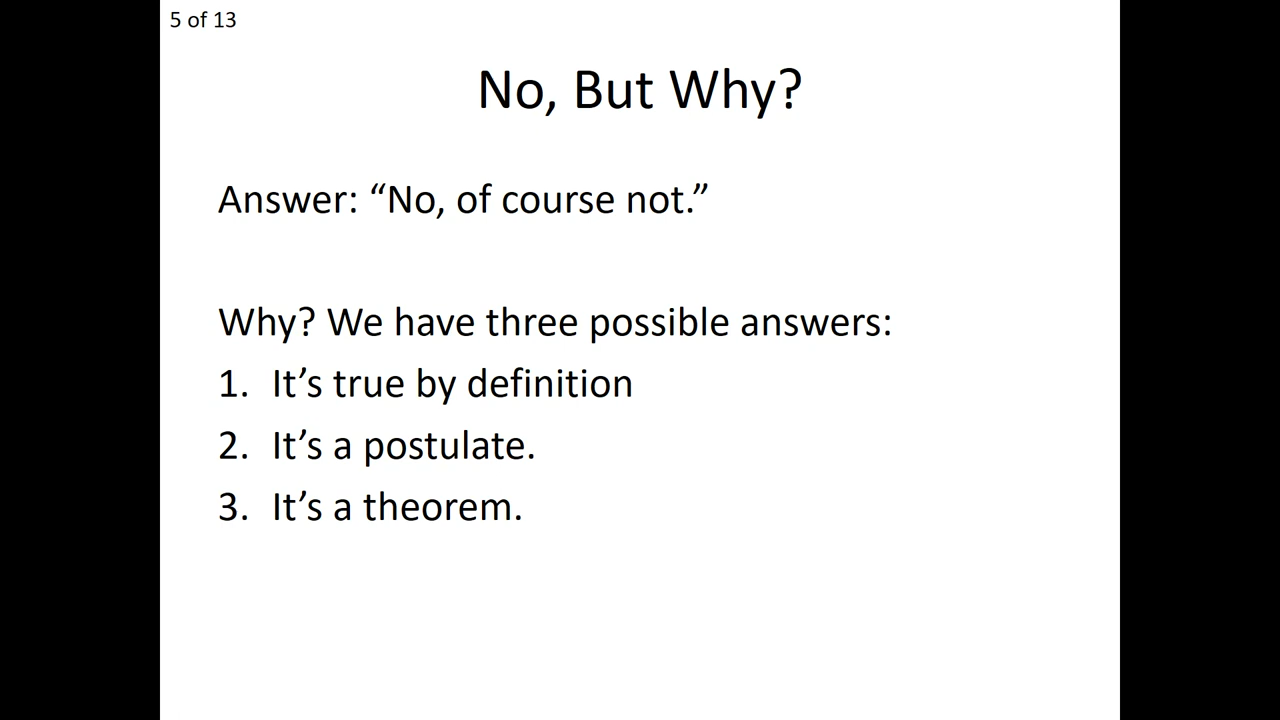 5 of 13
No, But Why?
Answer: “No, of course not.”
Why? We have three possible answers:
1. It’s true by definition
2. It’s a postulate.
3. It’s a theorem.